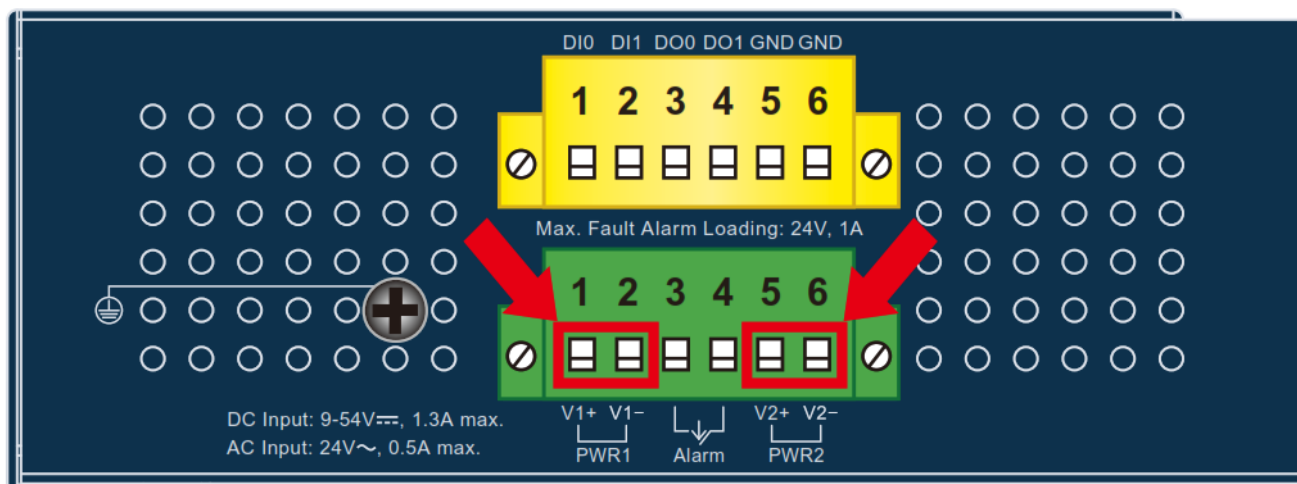 DI0 DI1 DO0 DO1 GND GND
1 2 3 4 5 6
Max. Fault Alarm Loading: 24V, 1A
1 2 3 4 5 6
V1+ V1− V2+ V2−
PWR1 Alarm PWR2
DC Input: 9-54V⎓, 1.3A max.
AC Input: 24V～, 0.5A max.